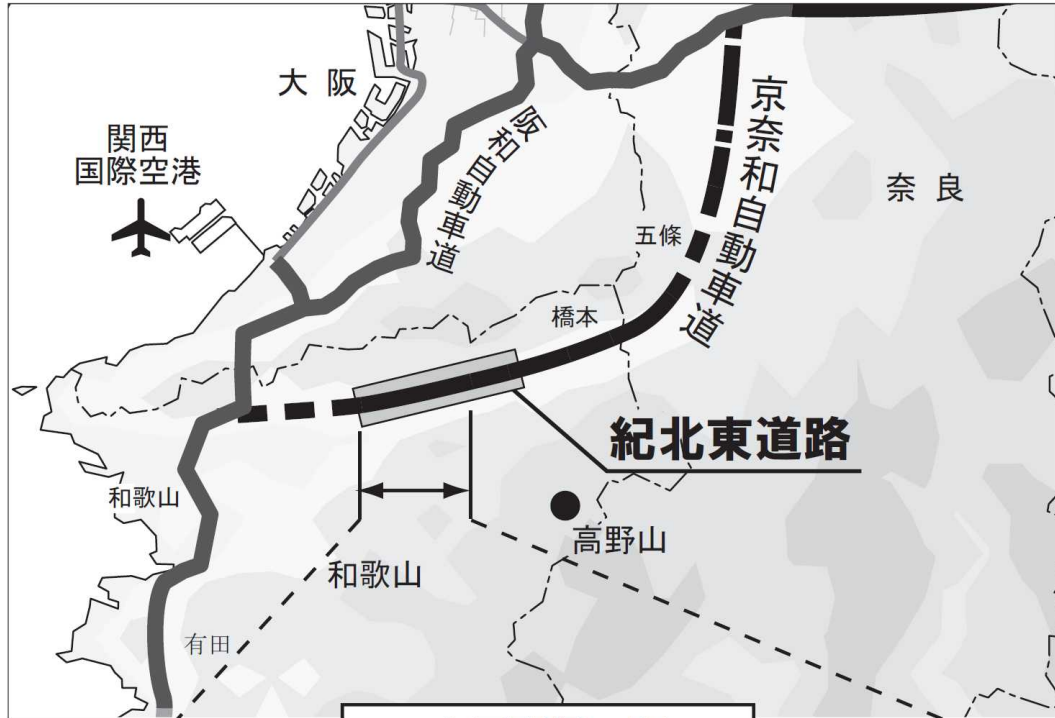 大阪
関西
国際空港
阪和自動車道
京奈和自動車道
奈良
五條
橋本
紀北東道路
和歌山
高野山
和歌山
有田